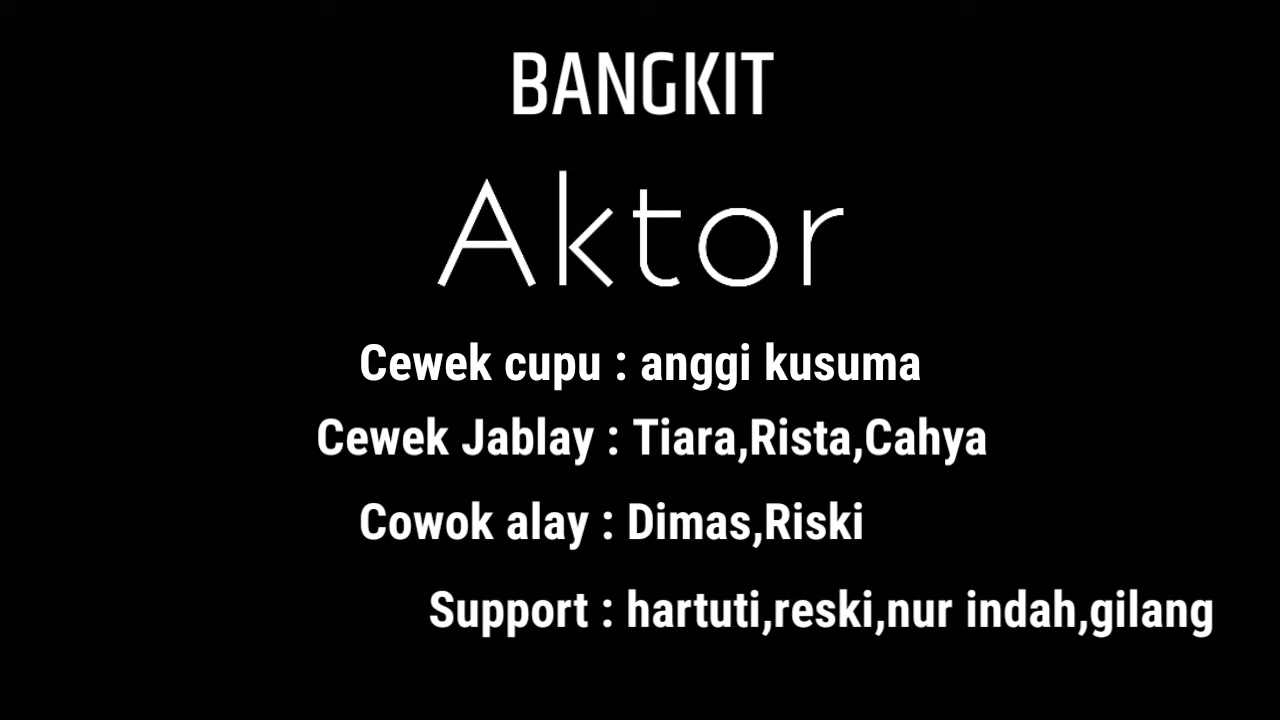 BANGKIT
Aktor
Cewek cupu : anggi kusuma
Cewek Jablay : Tiara,Rista,Cahya
Cowok alay : Dimas,Riski
Support : hartuti,reski,nur indah,gilang